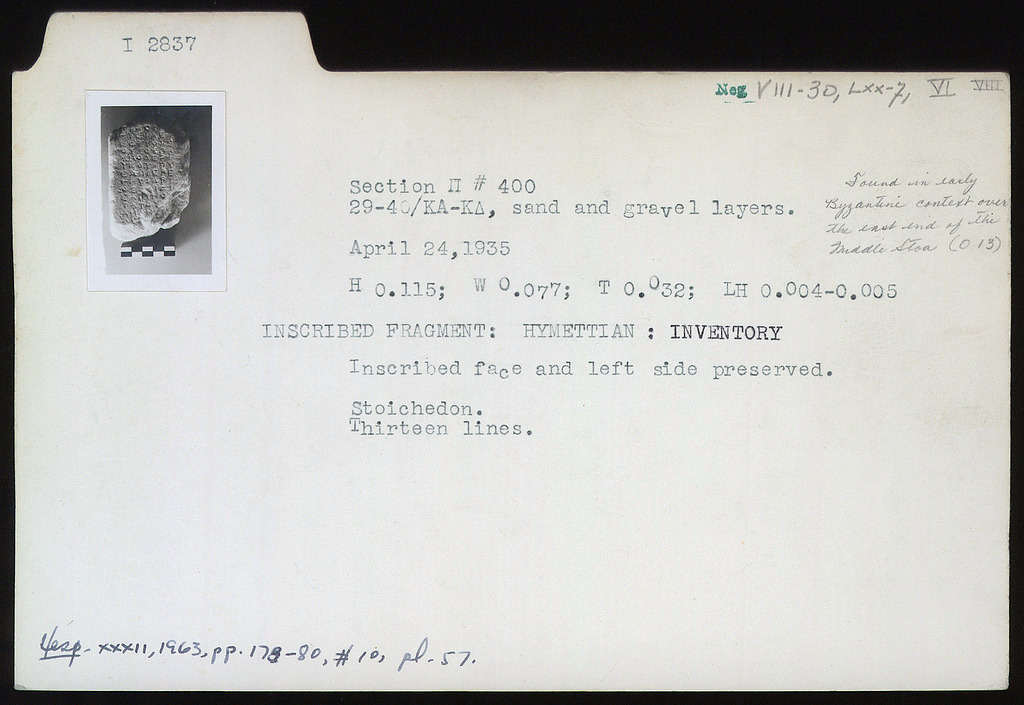 I 2837
Neg VIII-30, Lxx-7, VI VIII
Section Π # 400
29-40/ΚΑ-ΚΔ, sand and gravel layers.
Found in early
Byzantine context over
the east end of the
Middle Stoa (O 13)
April 24,1935
H 0.115; W 0.077; T 0.032; LH 0.004-0.005
INSCRIBED FRAGMENT: HYMETTIAN : INVENTORY
Inscribed face and left side preserved.
Stoichedon.
Thirteen lines.
Hesp. XXXII, 1963, pp. 178-80, #10, pl. 57.